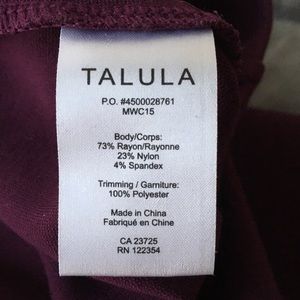 TALULA
P.O. #4500028761
MWC15
Body/Corps:
73% Rayon/Rayonne
23% Nylon
4% Spandex
Trimming / Garniture:
100% Polyester
Made in China
Fabriqué en Chine
CA 23725
RN 122354